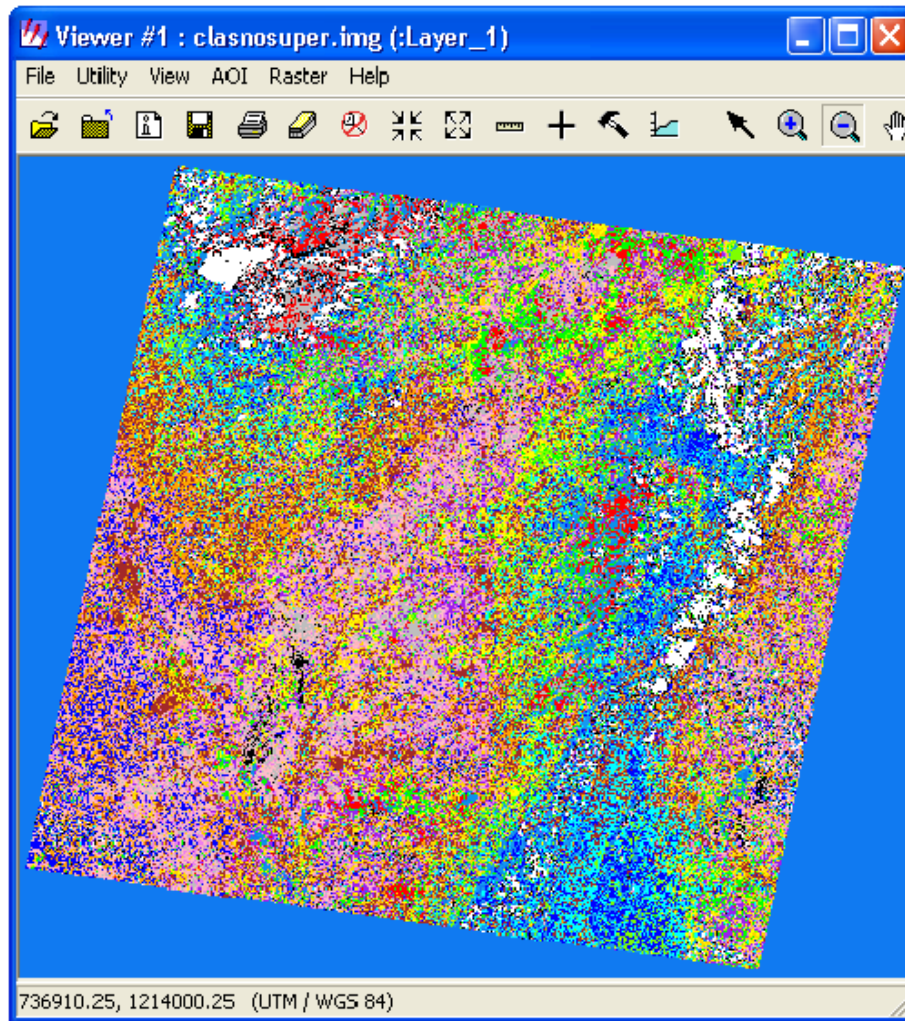 Viewer #1 : clasnosuper.img (:Layer_1)
File Utility View AOI Raster Help
736910.25, 1214000.25 (UTM / WGS 84)